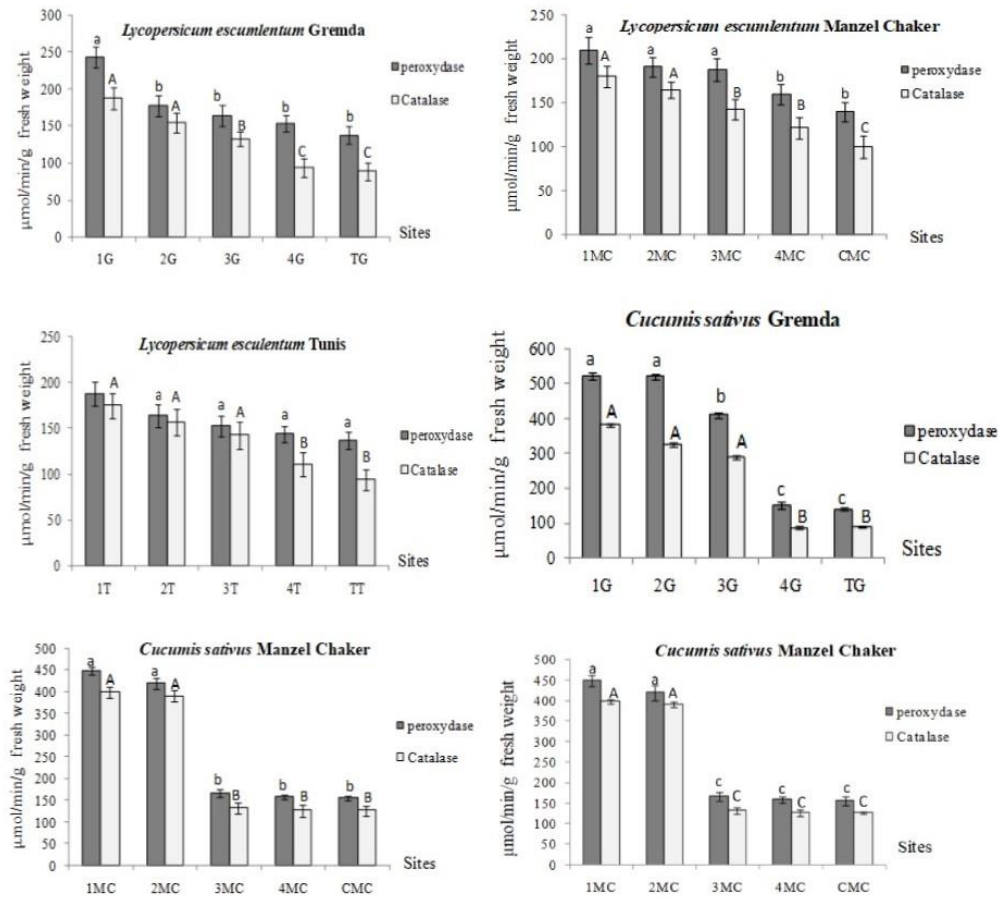 Lycopersicum escumlentum Gremda
μmol/min/g fresh weight
300
250
200
150
100
50
0
a A
b A
b B
b C
b C
peroxydase
Catalase
Sites
1G 2G 3G 4G TG
Lycopersicum escumlentum Manzel Chaker
μmol/min/g fresh weight
250
200
150
100
50
0
a A
a A
a B
b B
b C
peroxydase
Catalase
Sites
1MC 2MC 3MC 4MC CMC
Lycopersicum esculentum Tunis
μmol/min/g fresh weight
250
200
150
100
50
0
A
a A
a A
a B
a B
peroxydase
Catalase
Sites
1T 2T 3T 4T TT
Cucumis sativus Gremda
μmol/min/g fresh weight
600
500
400
300
200
100
0
a A
a A
b A
c B
c B
peroxydase
Catalase
Sites
1G 2G 3G 4G TG
Cucumis sativus Manzel Chaker
μmol/min/g fresh weight
500
450
400
350
300
250
200
150
100
50
0
a A
a A
b B
b B
b B
peroxydase
Catalase
Sites
1MC 2MC 3MC 4MC CMC
Cucumis sativus Manzel Chaker
μmol/min/g fresh weight
500
450
400
350
300
250
200
150
100
50
0
a A
a A
c C
c C
c C
peroxydase
Catalase
Sites
1MC 2MC 3MC 4MC CMC